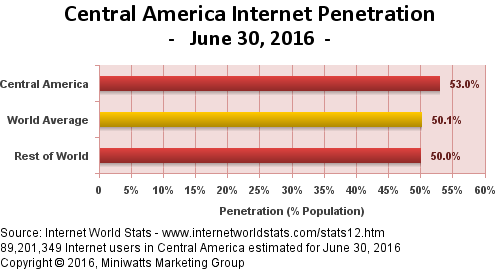 Central America Internet Penetration
- June 30, 2016 -
Central America 53.0%
World Average 50.1%
Rest of World 50.0%
0% 5% 10% 15% 20% 25% 30% 35% 40% 45% 50% 55% 60%
Penetration (% Population)
Source: Internet World Stats - www.internetworldstats.com/stats12.htm
89,201,349 Internet users in Central America estimated for June 30, 2016
Copyright © 2016, Miniwatts Marketing Group